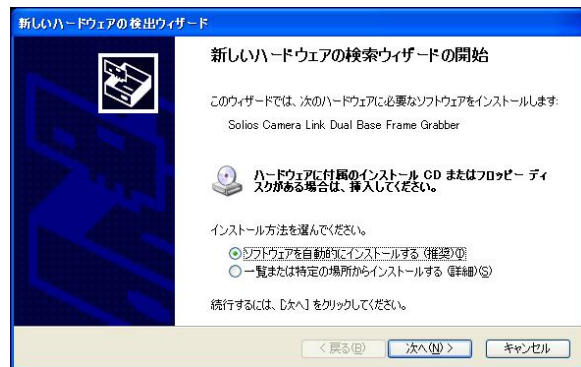 新しいハードウェアの検出ウィザード
新しいハードウェアの検索ウィザードの開始
このウィザードでは、次のハードウェアに必要なソフトウェアをインストールします:
Solios Camera Link Dual Base Frame Grabber
ハードウェアに付属のインストール CD またはフロッピー ディ
スクがある場合は、挿入してください。
インストール方法を選んでください。
ソフトウェアを自動的にインストールする (推奨)(I)
一覧または特定の場所からインストールする (詳細)(S)
続行するには、[次へ] をクリックしてください。
< 戻る(B) 次へ(N) > キャンセル